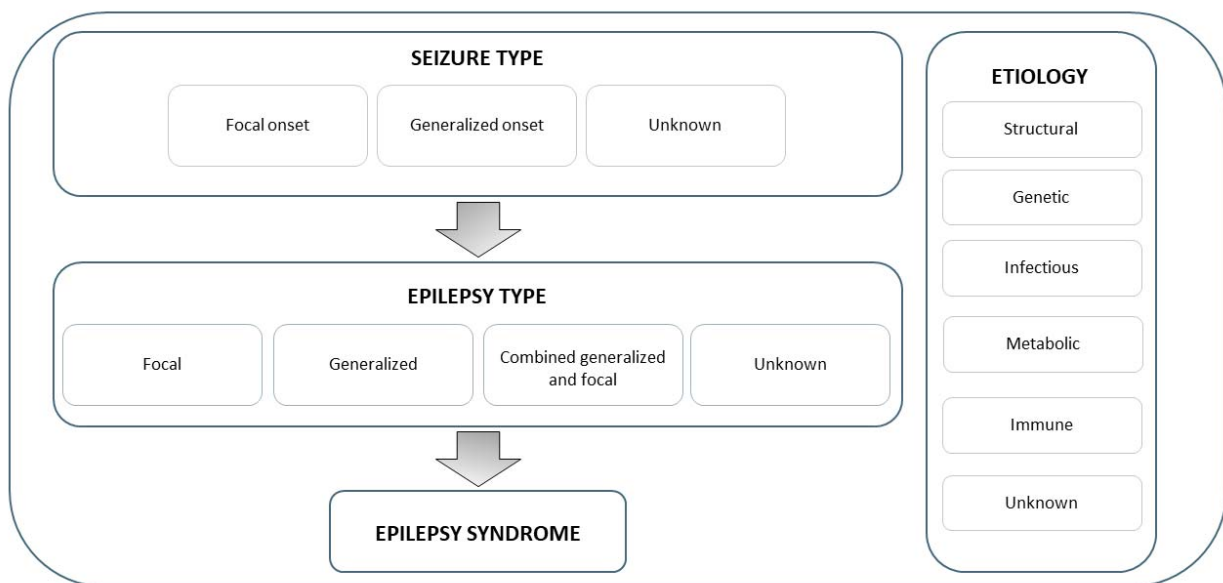 SEIZURE TYPE
Focal onset
Generalized onset
Unknown
EPILEPSY TYPE
Focal
Generalized
Combined generalized
and focal
Unknown
EPILEPSY SYNDROME
ETIOLOGY
Structural
Genetic
Infectious
Metabolic
Immune
Unknown